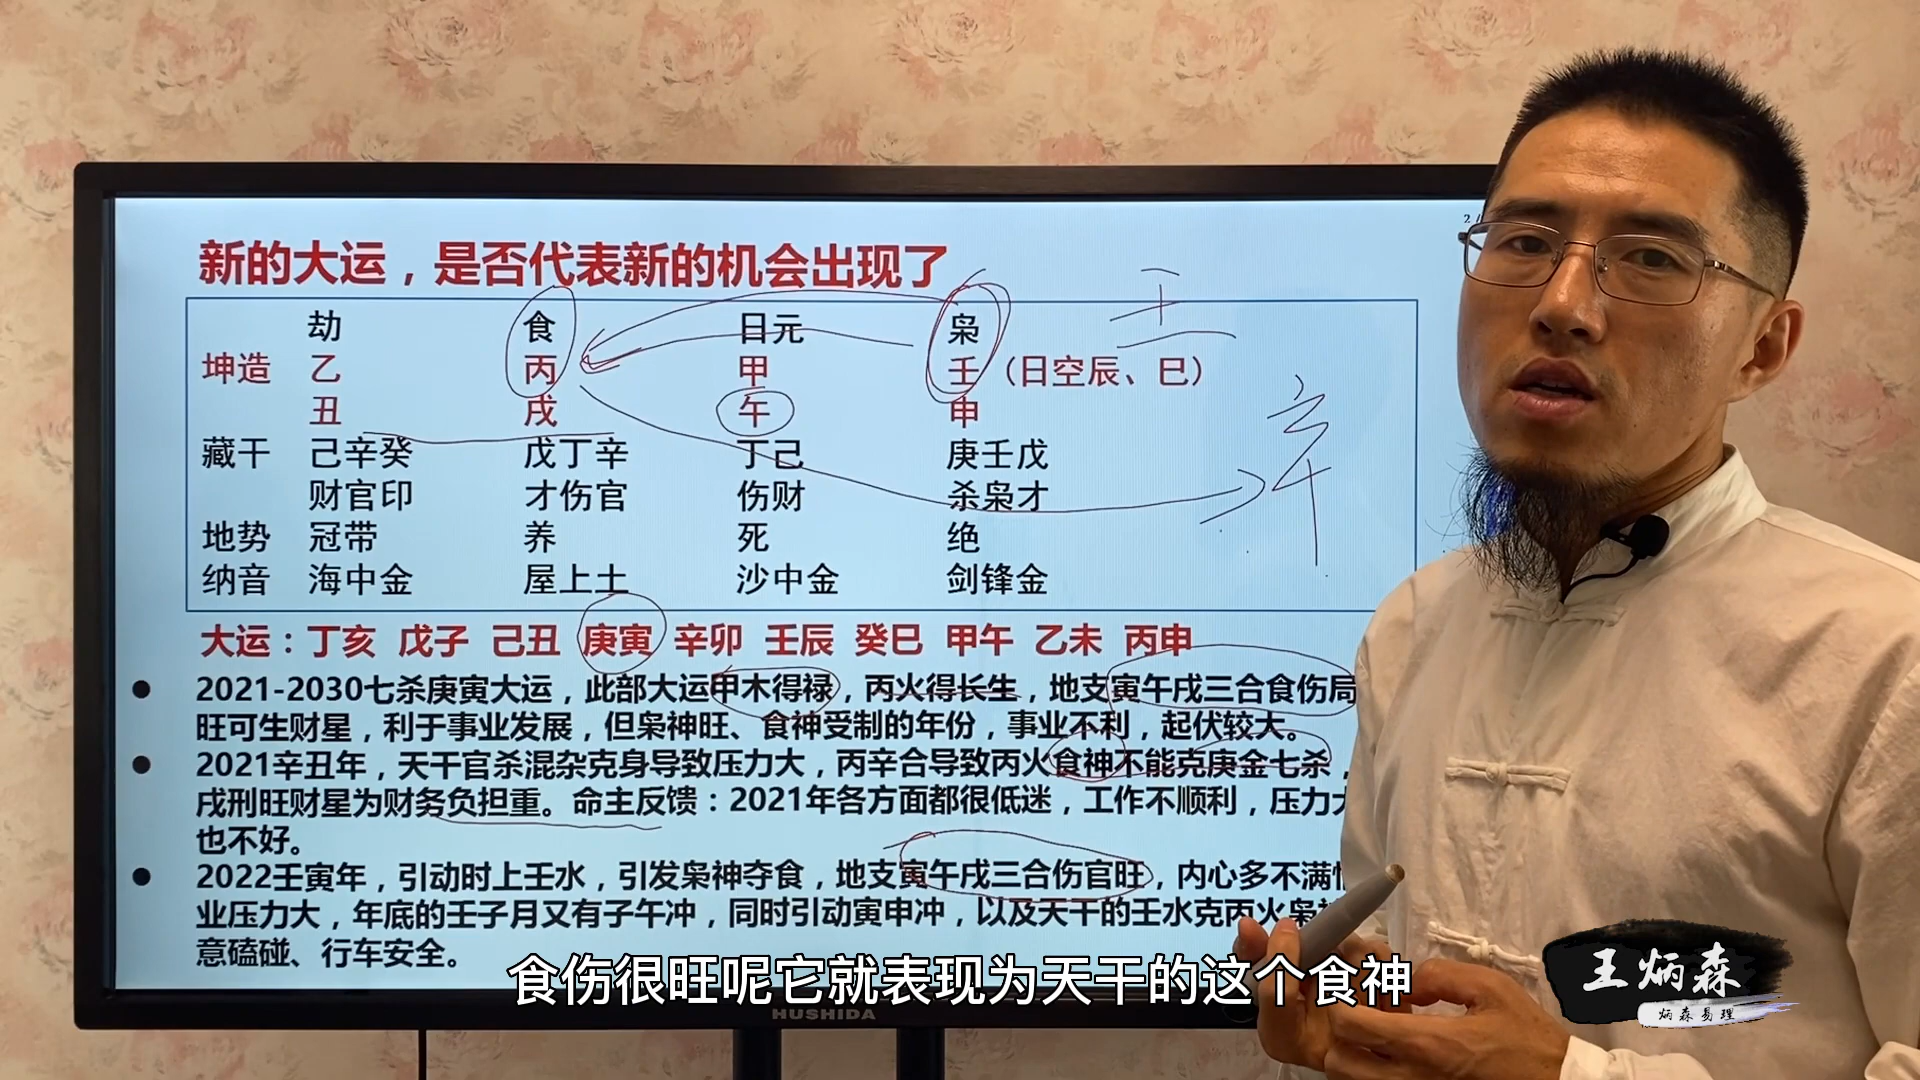 新的大运，是否代表新的机会出现了
劫 食 日元 枭
坤造 乙 丙 甲 壬（日空辰、巳）
丑 戌 午 申
藏干 己辛癸 戊丁辛 丁己 庚壬戊
财官印 才伤官 伤财 杀枭才
地势 冠带 养 死 绝
纳音 海中金 屋上土 沙中金 剑锋金
壬
辛
大运：丁亥 戊子 己丑 庚寅 辛卯 壬辰 癸巳 甲午 乙未 丙申
● 2021-2030七杀庚寅大运，此部大运甲木得禄，丙火得长生，地支寅午戌三合食伤局
旺可生财星，利于事业发展，但枭神旺、食神受制的年份，事业不利，起伏较大。
● 2021辛丑年，天干官杀混杂克身导致压力大，丙辛合导致丙火食神不能克庚金七杀，
戌刑旺财星为财务负担重。命主反馈：2021年各方面都很低迷，工作不顺利，压力大
也不好。
● 2022壬寅年，引动时上壬水，引发枭神夺食，地支寅午戌三合伤官旺，内心多不满
业压力大，年底的壬子月又有子午冲，同时引动寅申冲，以及天干的壬水克丙火枭
意磕碰、行车安全。
食伤很旺呢它就表现为天干的这个食神
HUSHIDA
王炳森
炳森易理